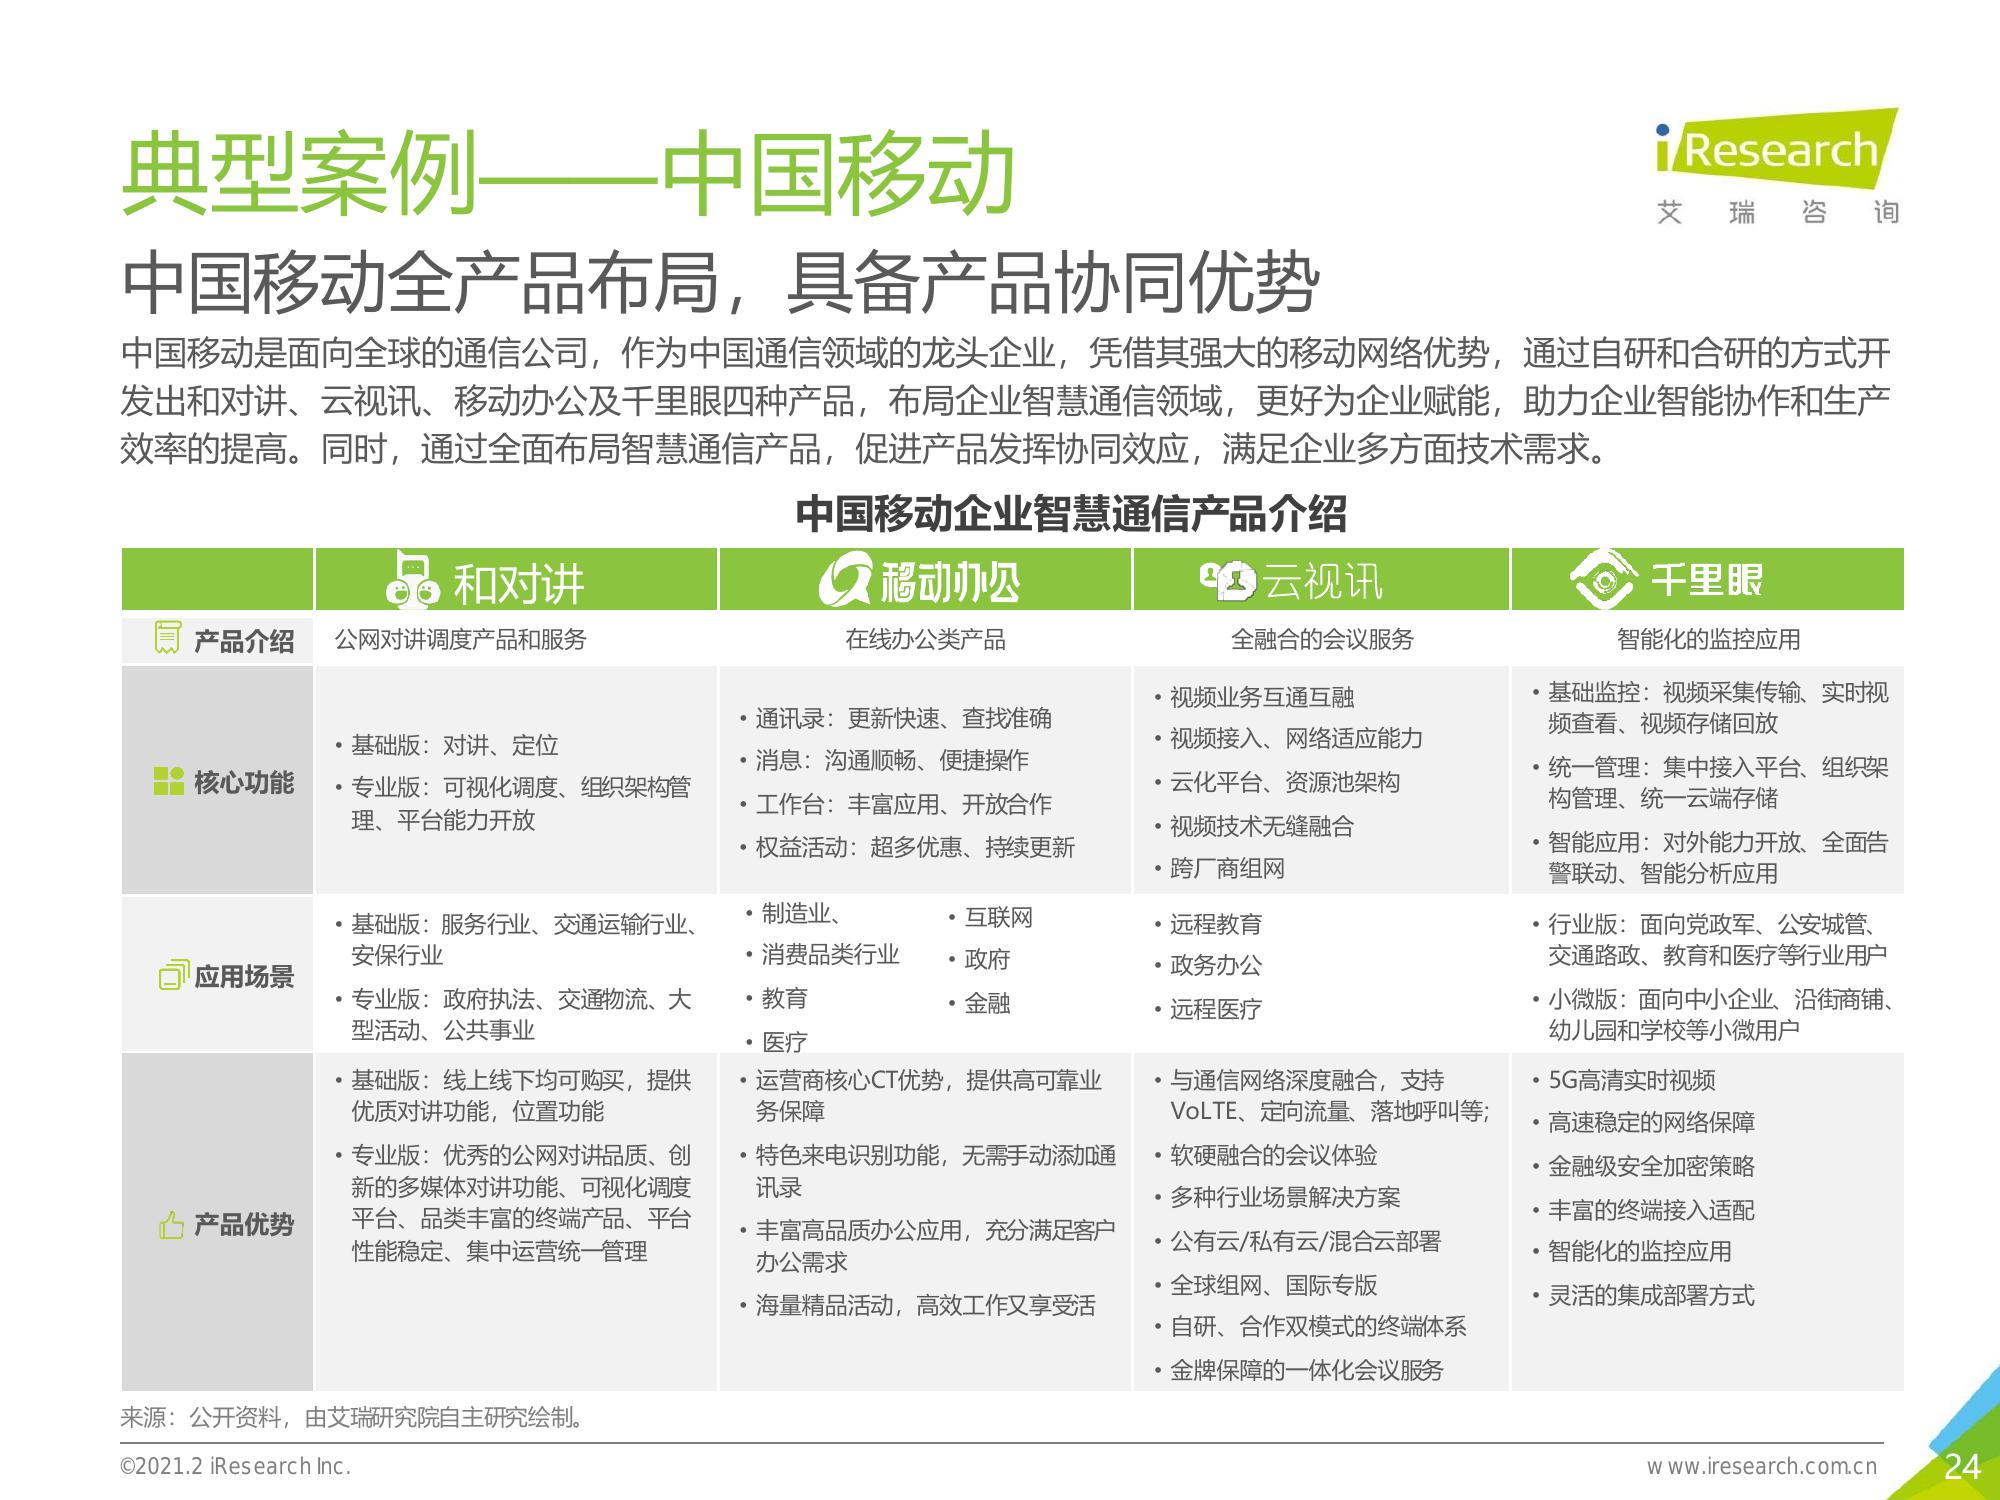 典型案例——中国移动
iResearch
艾瑞咨询
中国移动全产品布局，具备产品协同优势
中国移动是面向全球的通信公司，作为中国通信领域的龙头企业，凭借其强大的移动网络优势，通过自研和合研的方式开
发出和对讲、云视讯、移动办公及千里眼四种产品，布局企业智慧通信领域，更好为企业赋能，助力企业智能协作和生产
效率的提高。同时，通过全面布局智慧通信产品，促进产品发挥协同效应，满足企业多方面技术需求。
中国移动企业智慧通信产品介绍
和对讲
移动办公
云视讯
千里眼
产品介绍
公网对讲调度产品和服务
在线办公类产品
全融合的会议服务
智能化的监控应用
核心功能
• 基础版：对讲、定位
• 专业版：可视化调度、组织架构管
理、平台能力开放
• 通讯录：更新快速、查找准确
• 消息：沟通顺畅、便捷操作
• 工作台：丰富应用、开放合作
• 权益活动：超多优惠、持续更新
• 视频业务互通互融
• 视频接入、网络适应能力
• 云化平台、资源池架构
• 视频技术无缝融合
• 跨厂商组网
• 基础监控：视频采集传输、实时视
频查看、视频存储回放
• 统一管理：集中接入平台、组织架
构管理、统一云端存储
• 智能应用：对外能力开放、全面告
警联动、智能分析应用
应用场景
• 基础版：服务行业、交通运输行业、
安保行业
• 专业版：政府执法、交通物流、大
型活动、公共事业
• 制造业、
• 消费品类行业
• 教育
• 医疗
• 互联网
• 政府
• 金融
• 远程教育
• 政务办公
• 远程医疗
• 行业版：面向党政军、公安城管、
交通路政、教育和医疗等行业用户
• 小微版：面向中小企业、沿街商铺、
幼儿园和学校等小微用户
产品优势
• 基础版：线上线下均可购买，提供
优质对讲功能，位置功能
• 专业版：优秀的公网对讲品质、创
新的多媒体对讲功能、可视化调度
平台、品类丰富的终端产品、平台
性能稳定、集中运营统一管理
• 运营商核心CT优势，提供高可靠业
务保障
• 特色来电识别功能，无需手动添加通
讯录
• 丰富高品质办公应用，充分满足客户
办公需求
• 海量精品活动，高效工作又享受活
• 与通信网络深度融合，支持
VoLTE、定向流量、落地呼叫等;
• 软硬融合的会议体验
• 多种行业场景解决方案
• 公有云/私有云/混合云部署
• 全球组网、国际专版
• 自研、合作双模式的终端体系
• 金牌保障的一体化会议服务
• 5G高清实时视频
• 高速稳定的网络保障
• 金融级安全加密策略
• 丰富的终端接入适配
• 智能化的监控应用
• 灵活的集成部署方式
来源：公开资料，由艾瑞研究院自主研究绘制。
©2021.2 iResearch Inc.
www.iresearch.com.cn
24